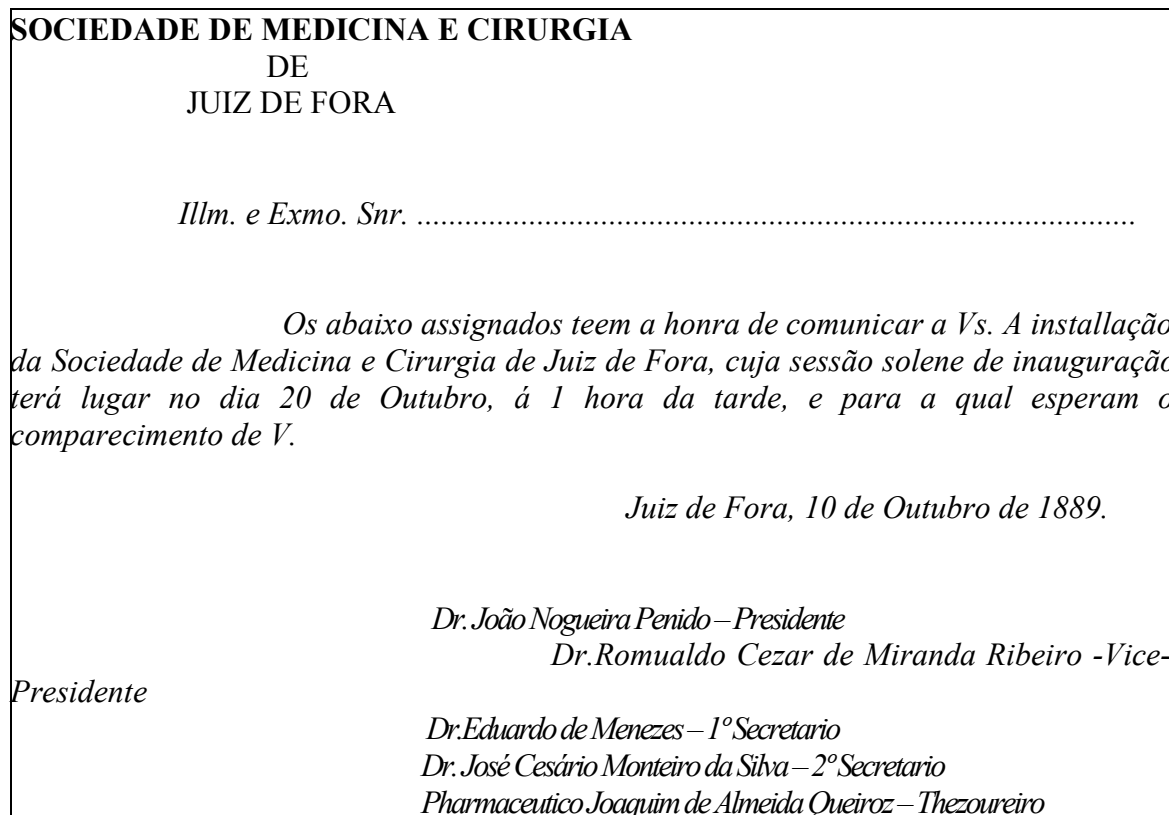 SOCIEDADE DE MEDICINA E CIRURGIA
DE
JUIZ DE FORA
Illm. e Exmo. Snr. ..........................................................................................
Os abaixo assignados teem a honra de comunicar a Vs. A installação
da Sociedade de Medicina e Cirurgia de Juiz de Fora, cuja sessão solene de inauguração
terá lugar no dia 20 de Outubro, á 1 hora da tarde, e para a qual esperam o
comparecimento de V.
Juiz de Fora, 10 de Outubro de 1889.
Dr. João Nogueira Penido – Presidente
Dr.Romualdo Cezar de Miranda Ribeiro -Vice-
Presidente
Dr.Eduardo de Menezes – 1º Secretario
Dr. José Cesário Monteiro da Silva – 2º Secretario
Pharmaceutico Joaquim de Almeida Queiroz – Thezoureiro